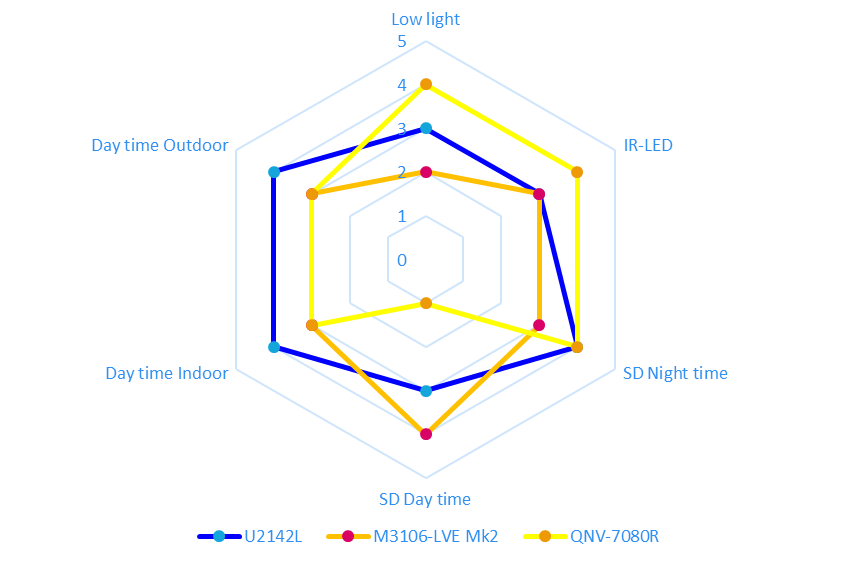 Low light
5
4
3
2
1
0
Day time Outdoor
IR-LED
Day time Indoor
SD Night time
SD Day time
U2142L
M3106-LVE Mk2
QNV-7080R